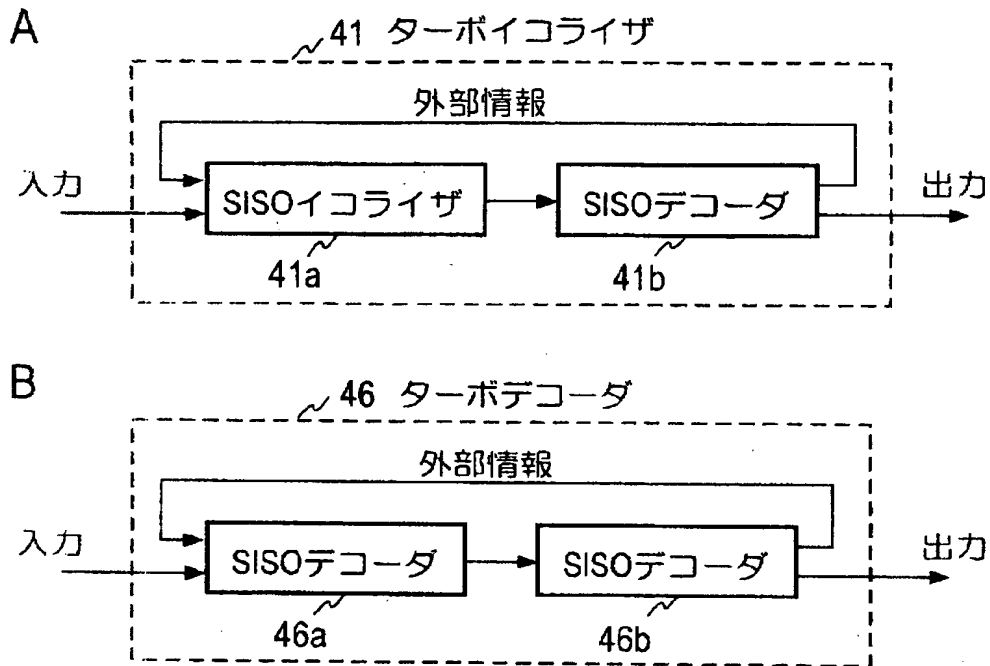 A
41 ターボイコライザ
外部情報
入力
SISOイコライザ
SISOデコーダ
出力
41a
41b
B
46 ターボデコーダ
外部情報
入力
SISOデコーダ
SISOデコーダ
出力
46a
46b